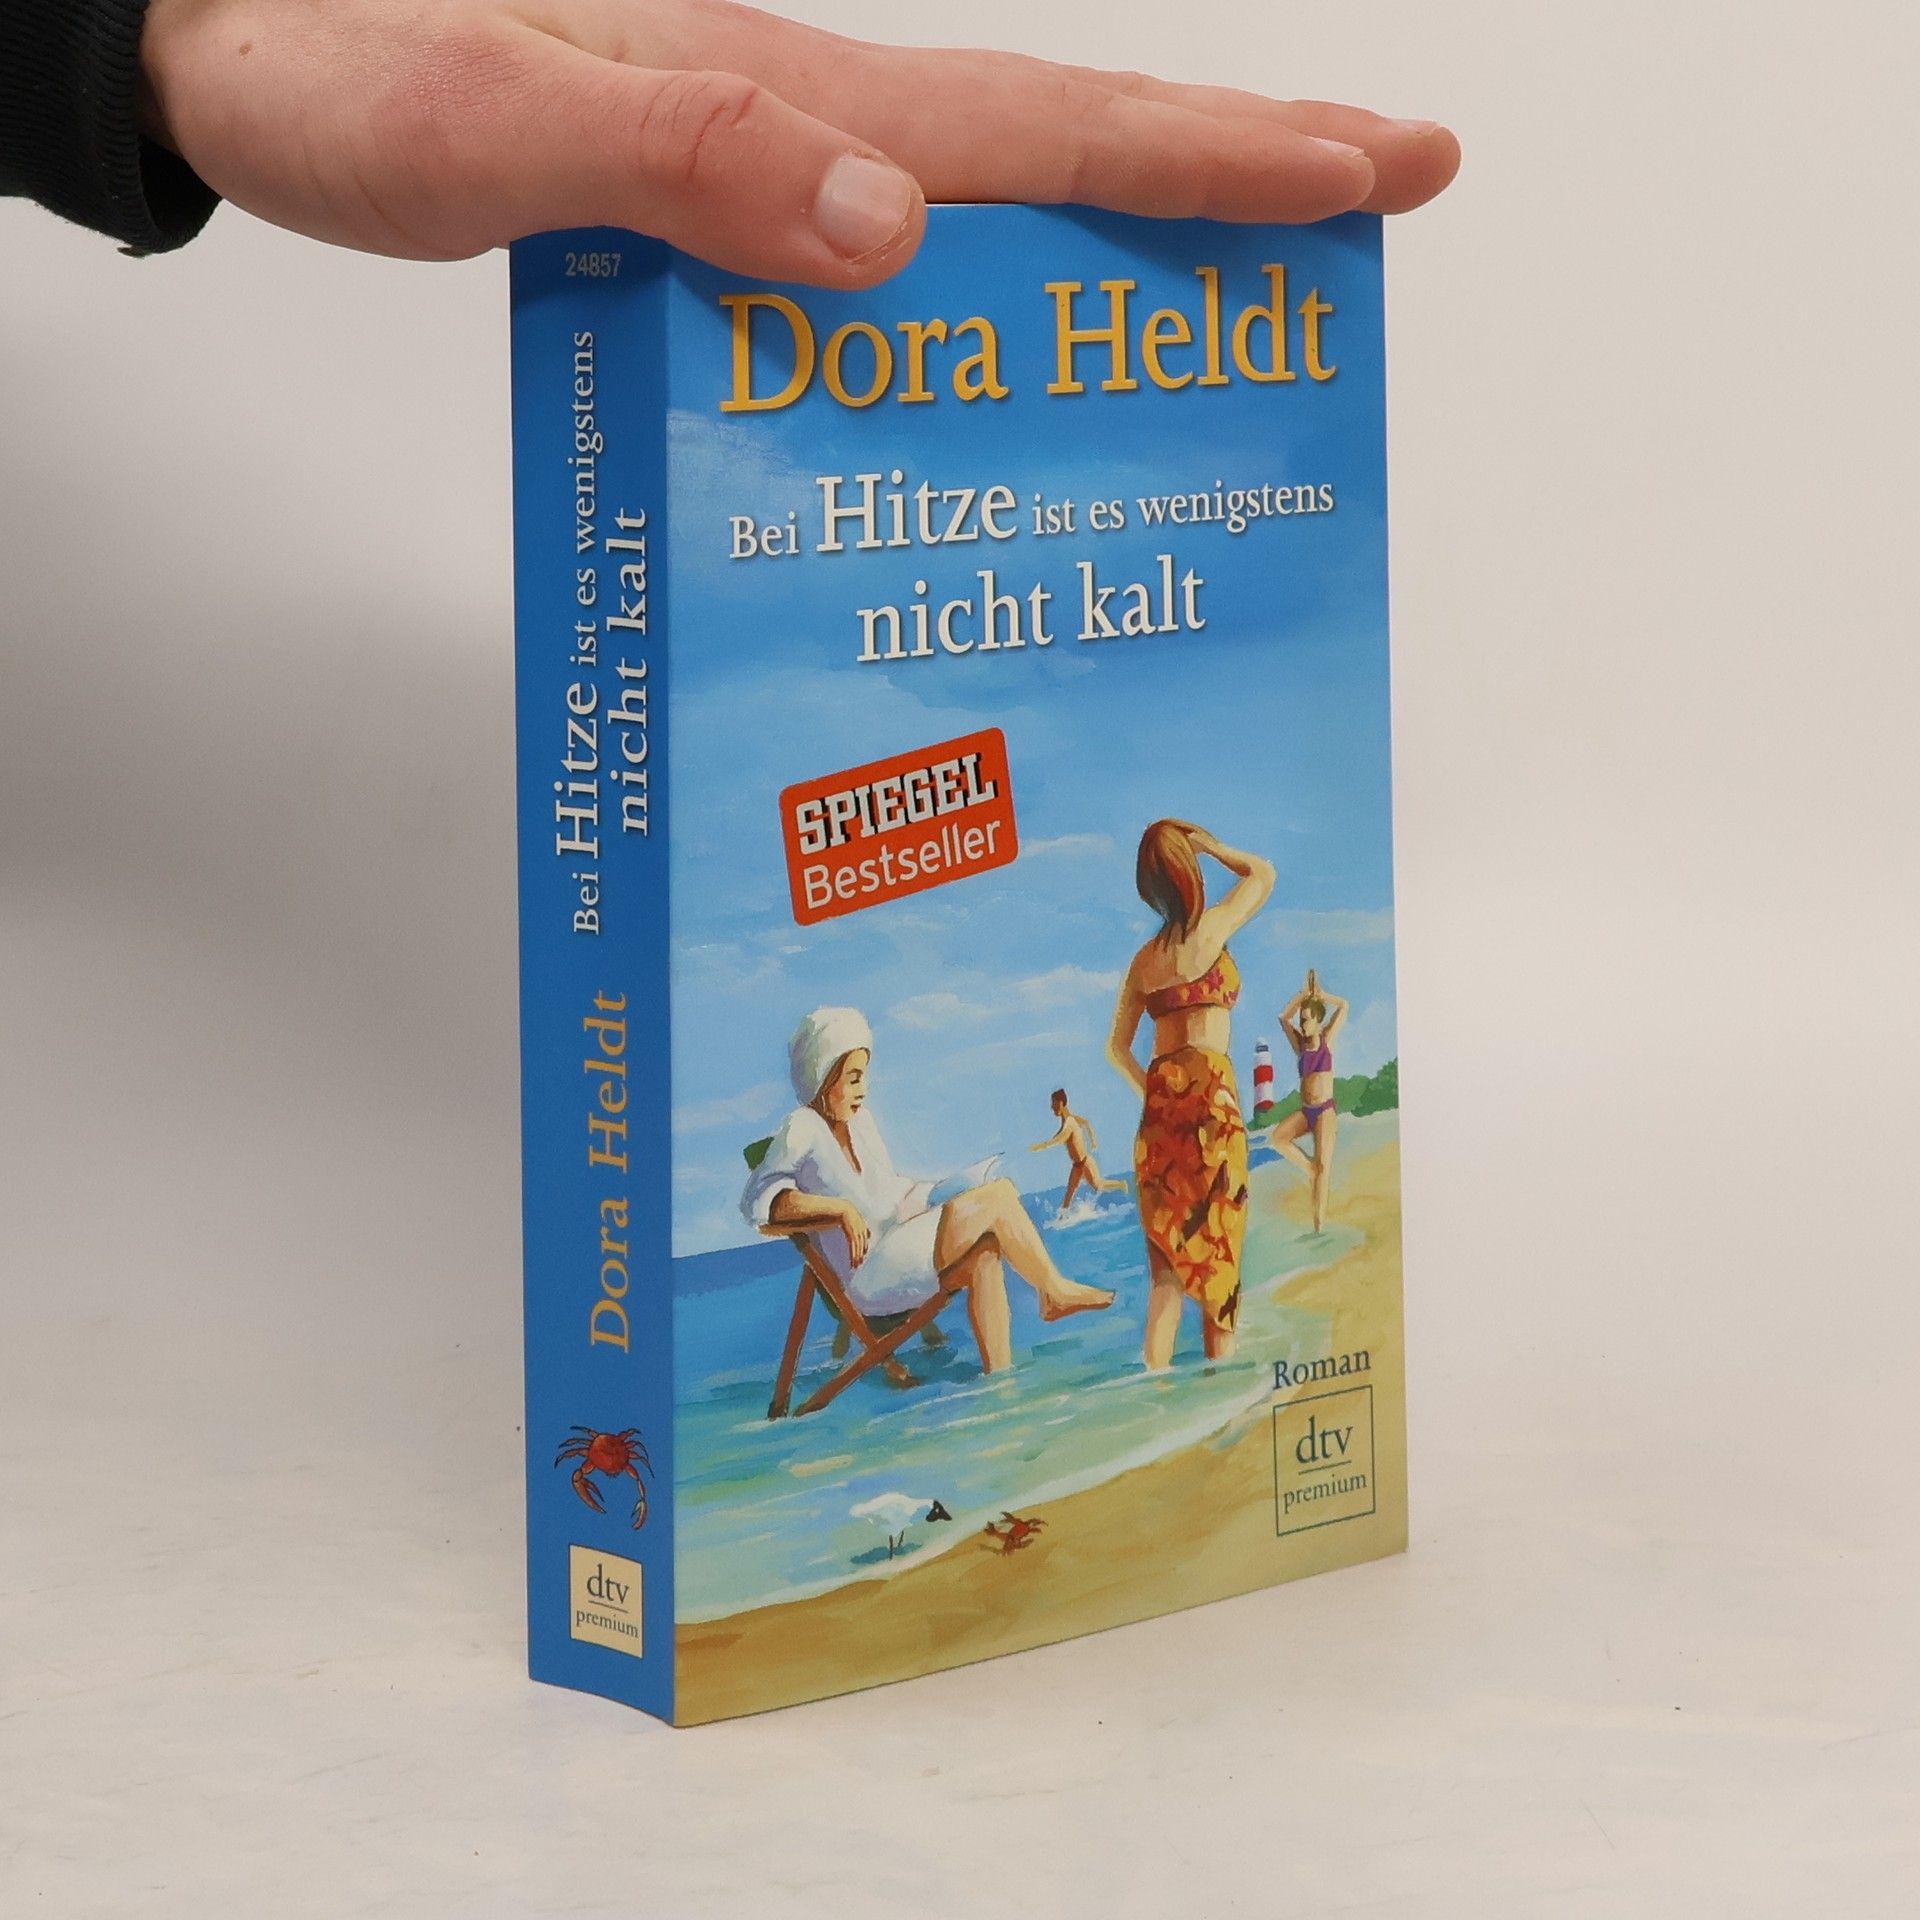 24857
Bei Hitze ist es wenigstens
nicht kalt
Dora Heldt
dtv
premium
Dora Heldt
Bei Hitze ist es wenigstens
nicht kalt
SPIEGEL
Bestseller
Roman
dtv
premium